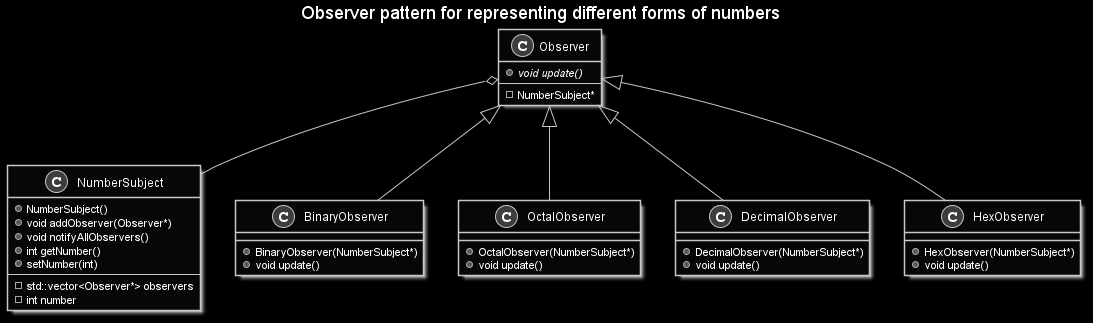 Observer pattern for representing different forms of numbers
C Observer
void update()
NumberSubject*
C NumberSubject
NumberSubject()
void addObserver(Observer*)
void notifyAllObservers()
int getNumber()
setNumber(int)
std::vector<Observer*> observers
int number
C BinaryObserver
BinaryObserver(NumberSubject*)
void update()
C OctalObserver
OctalObserver(NumberSubject*)
void update()
C DecimalObserver
DecimalObserver(NumberSubject*)
void update()
C HexObserver
HexObserver(NumberSubject*)
void update()